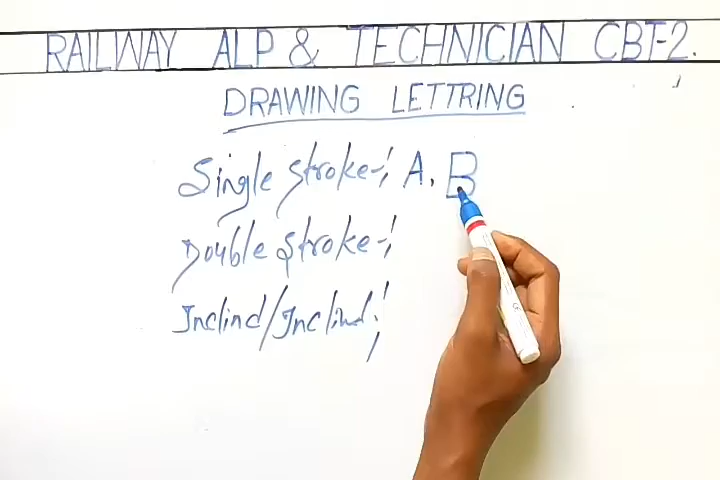 RAILWAY ALP & TECHNICIAN CBT-2.
DRAWING LETTRING
Single Stroke-; A, B
Double Stroke-;
Inclind/Inclind;